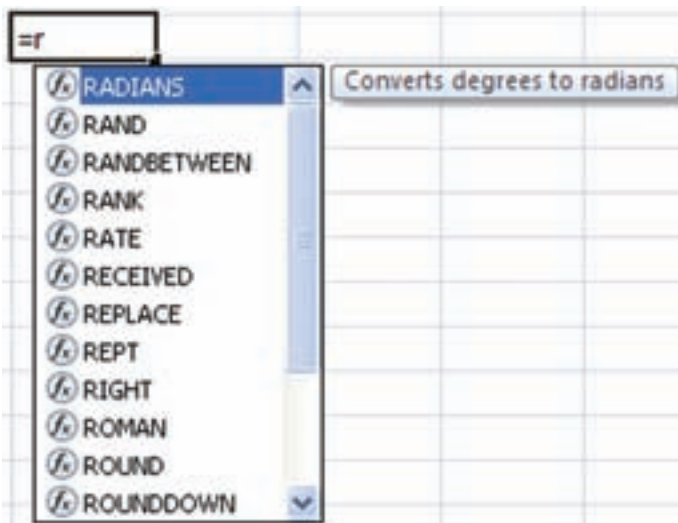 =r
RADIANS
Converts degrees to radians
RAND
RANDBETWEEN
RANK
RATE
RECEIVED
REPLACE
REPT
RIGHT
ROMAN
ROUND
ROUNDDOWN